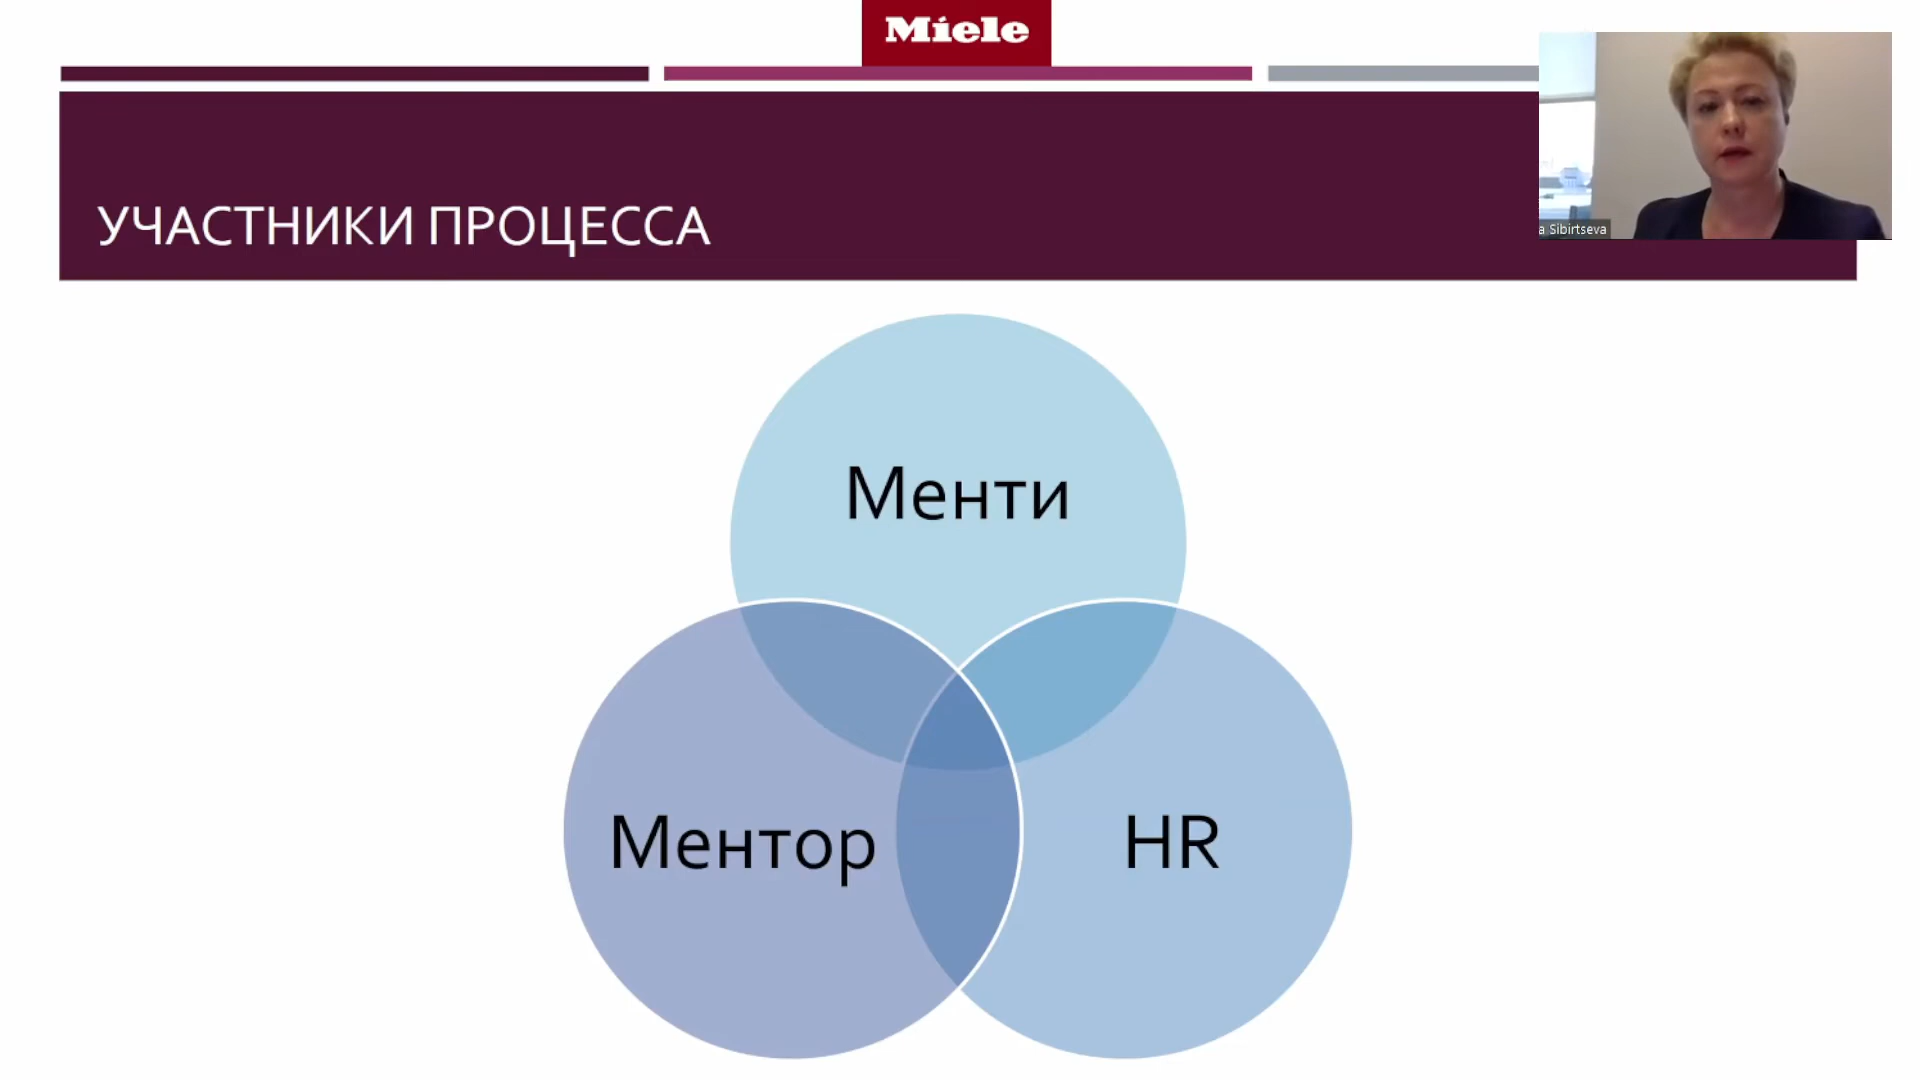 Miele
УЧАСТНИКИ ПРОЦЕССА
a Sibirtseva
Менти
Ментор
HR